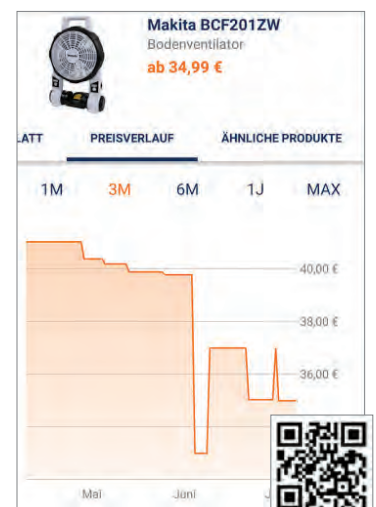 Makita BCF201ZW
Bodenventilator
ab 34,99 €
LATT PREISVERLAUF ÄHNLICHE PRODUKTE
1M 3M 6M 1J MAX
40,00 €
38,00 €
36,00 €
Mai Juni J